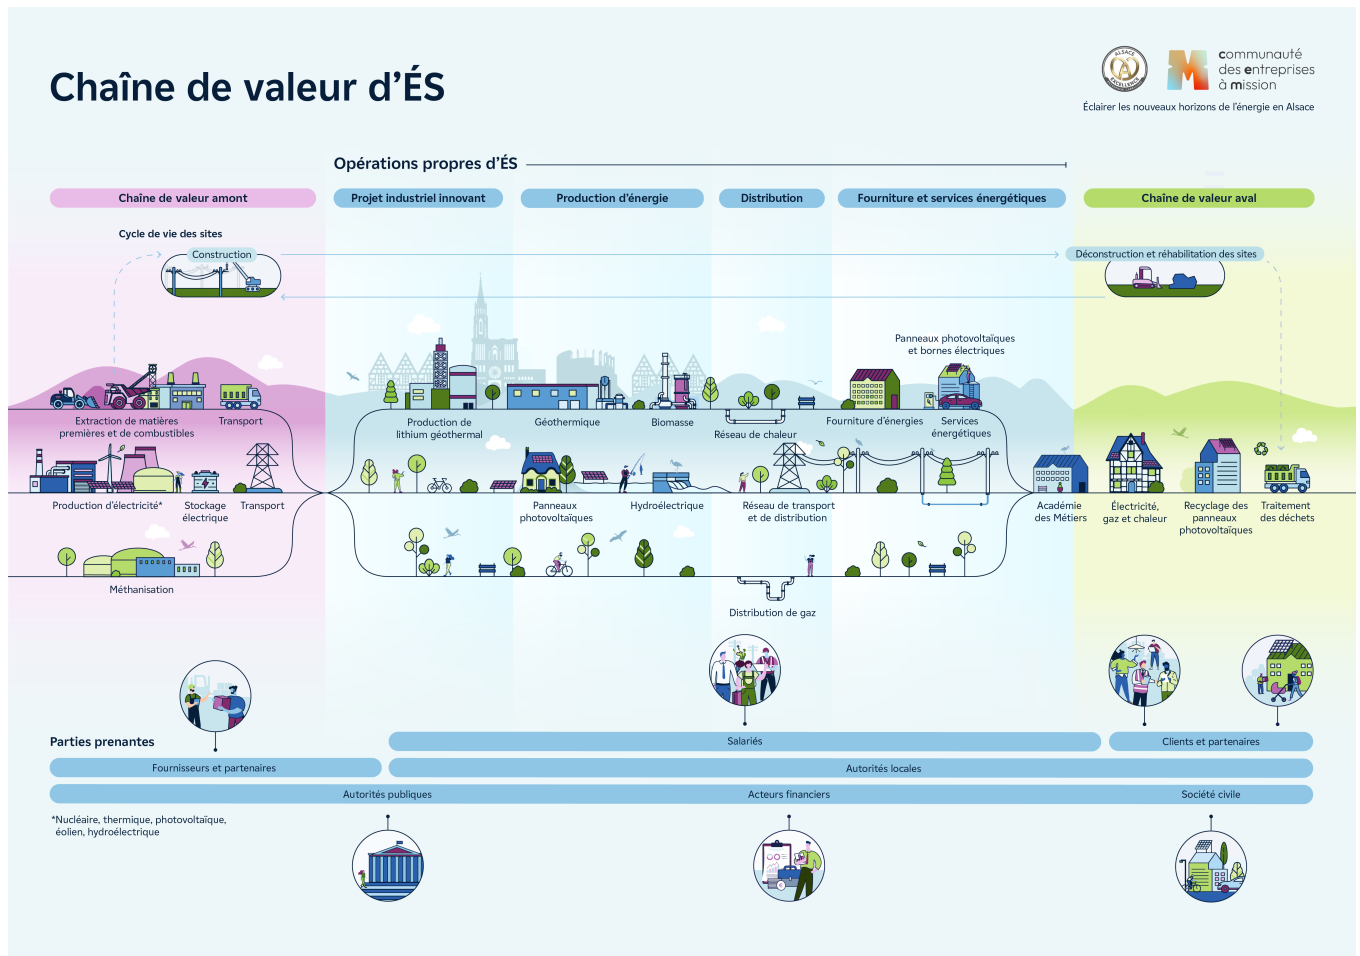 Chaîne de valeur d'ÉS
ALSACE
EXCELLENCE
communauté
des entreprises
à mission
Éclairer les nouveaux horizons de l'énergie en Alsace
Opérations propres d'ÉS
Chaîne de valeur amont
Projet industriel innovant
Production d'énergie
Distribution
Fourniture et services énergétiques
Chaîne de valeur aval
Cycle de vie des sites
Construction
Déconstruction et réhabilitation des sites
Panneaux photovoltaïques
et bornes électriques
Extraction de matières
premières et de combustibles
Transport
Production de
lithium géothermal
Géothermique
Biomasse
Réseau de chaleur
Fourniture d'énergies
Services
énergétiques
Production d'électricité*
Stockage
électrique
Transport
Panneaux
photovoltaïques
Hydroélectrique
Réseau de transport
et de distribution
Académie
des Métiers
Électricité,
gaz et chaleur
Recyclage des
panneaux
photovoltaïques
Traitement
des déchets
Méthanisation
Distribution de gaz
Parties prenantes
Salariés
Clients et partenaires
Fournisseurs et partenaires
Autorités locales
Autorités publiques
Acteurs financiers
Société civile
*Nucléaire, thermique, photovoltaïque,
éolien, hydroélectrique